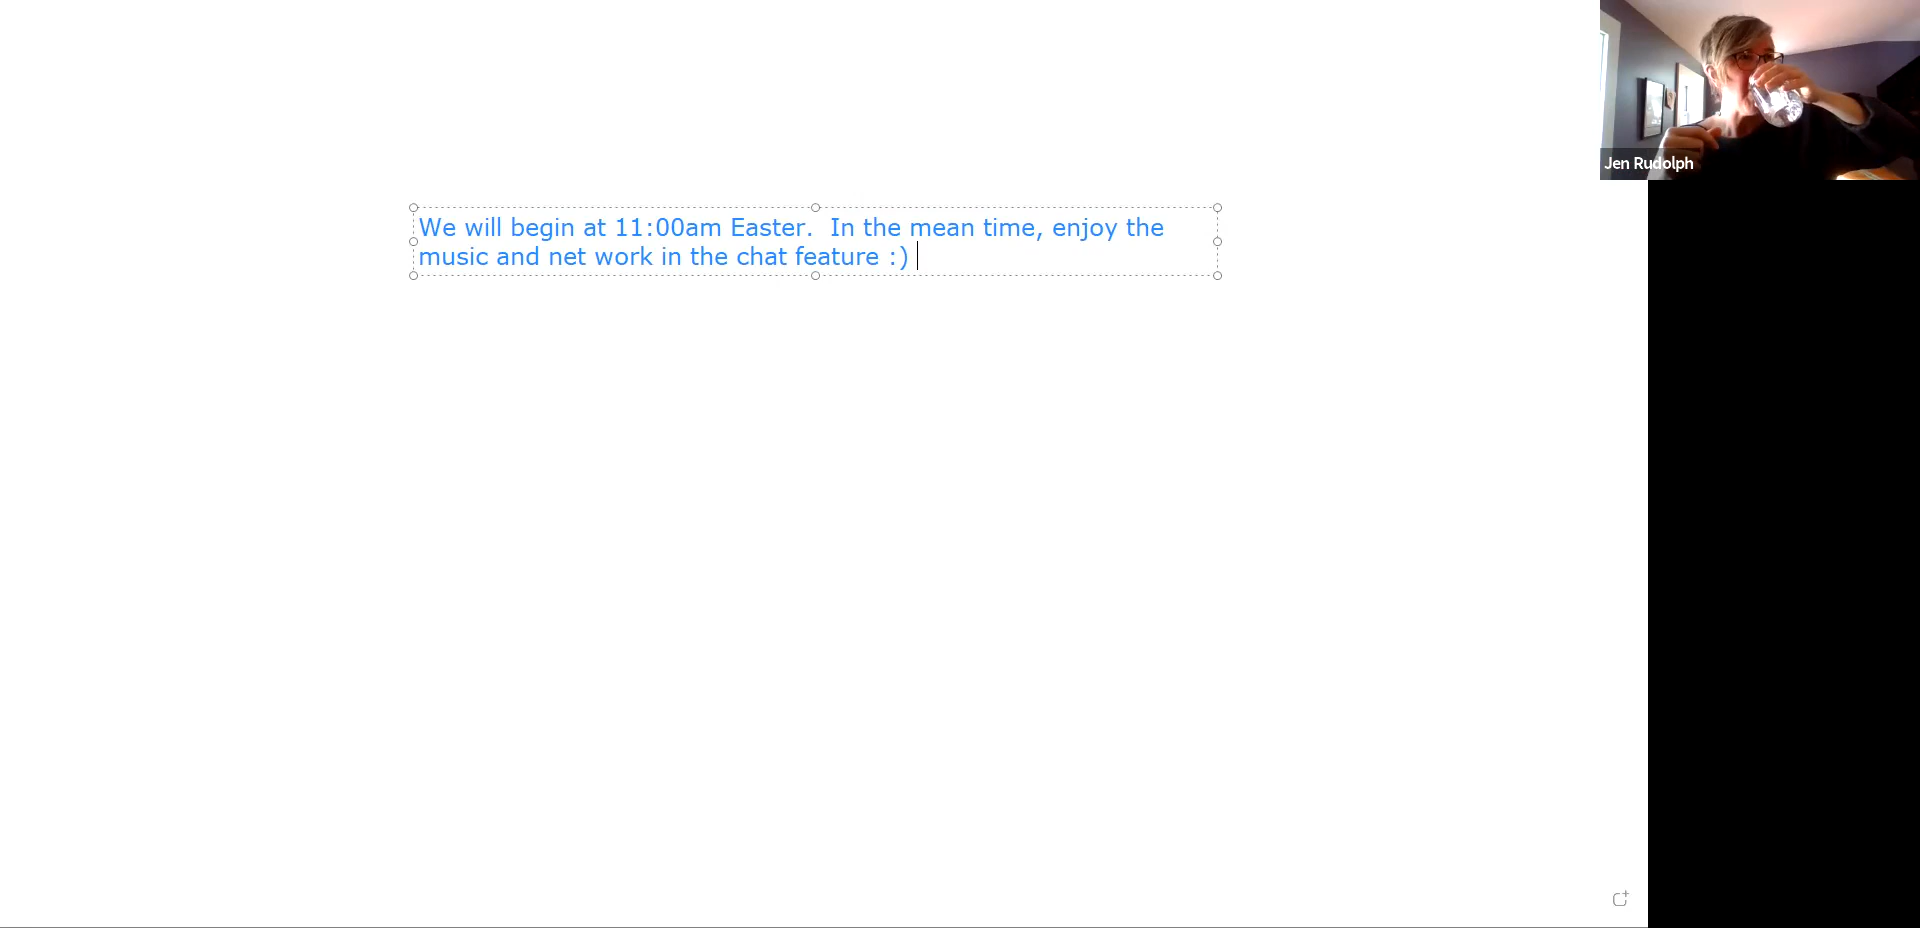 Jen Rudolph
We will begin at 11:00am Easter.  In the mean time, enjoy the
music and net work in the chat feature :)